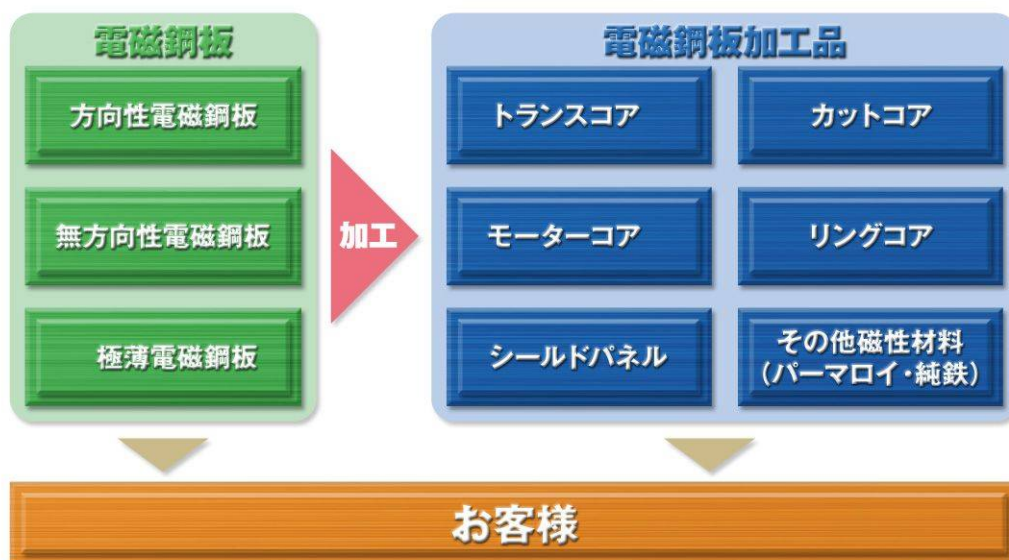 電磁鋼板
方向性電磁鋼板
無方向性電磁鋼板
極薄電磁鋼板
加工
電磁鋼板加工品
トランスコア
カットコア
モーターコア
リングコア
シールドパネル
その他磁性材料
（パーマロイ・純鉄）
お客様